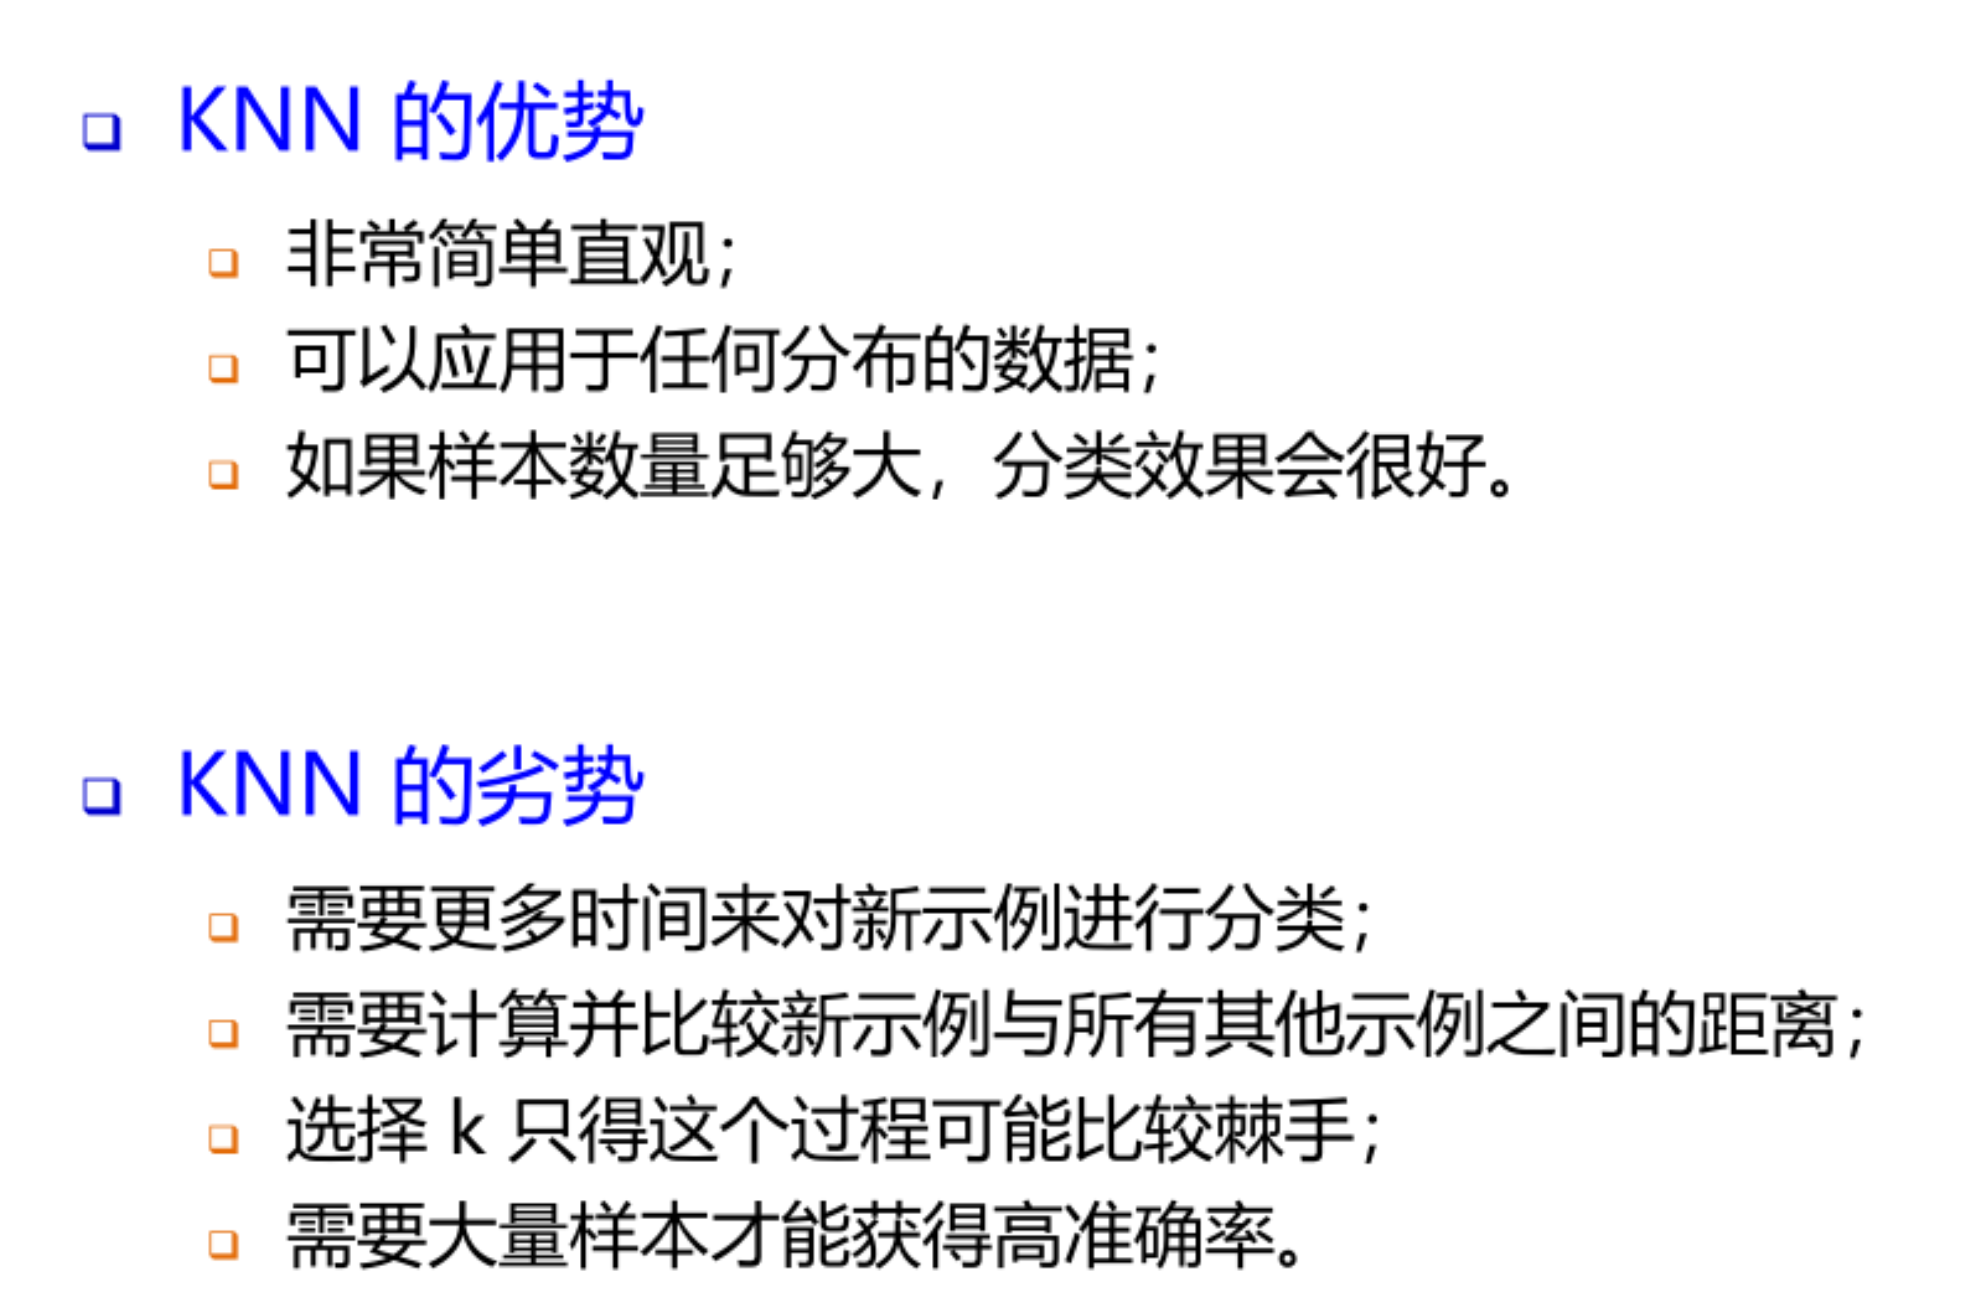 KNN 的优势
非常简单直观；
可以应用于任何分布的数据；
如果样本数量足够大，分类效果会很好。
KNN 的劣势
需要更多时间来对新示例进行分类；
需要计算并比较新示例与所有其他示例之间的距离；
选择 k 只得这个过程可能比较棘手；
需要大量样本才能获得高准确率。